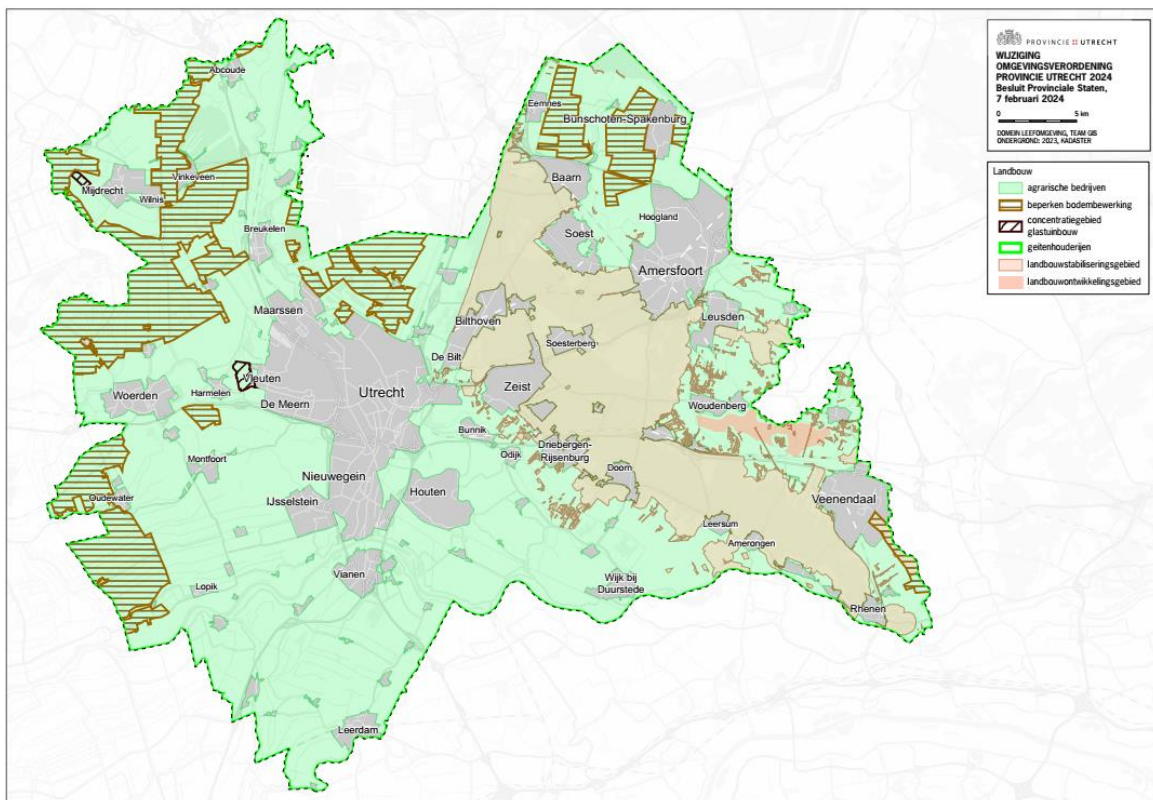 PROVINCIE UTRECHT
WIJZIGING
OMGEVINGSVERORDENING
PROVINCIE UTRECHT 2024
Besluit Provinciale Staten,
7 februari 2024
0 5 km
DOMEIN LEEFOMGEVING, TEAM GIS
ONDERGROND: 2023, KADASTER
Landbouw
agrarische bedrijven
beperken bodembewerking
concentratiegebied
glastuinbouw
geitenhouderijen
landbouwstabiliseringsgebied
landbouwontwikkelingsgebied
Abcoude
Eemnes
Bunschoten-Spakenburg
Vinkeveen
Mijdrecht
Wilnis
Baarn
Hoogland
Breukelen
Soest
Amersfoort
Maarssen
Leusden
Bilthoven
Soesterberg
De Bilt
Vleuten
Zeist
Utrecht
Harmelen
Woerden
De Meern
Woudenberg
Bunnik
Driebergen-
Rijsenburg
Odijk
Montfoort
Doorn
Nieuwegein
Houten
Veenendaal
Oudewater
IJsselstein
Leersum
Amerongen
Vianen
Lopik
Wijk bij
Duurstede
Rhenen
Leerdam